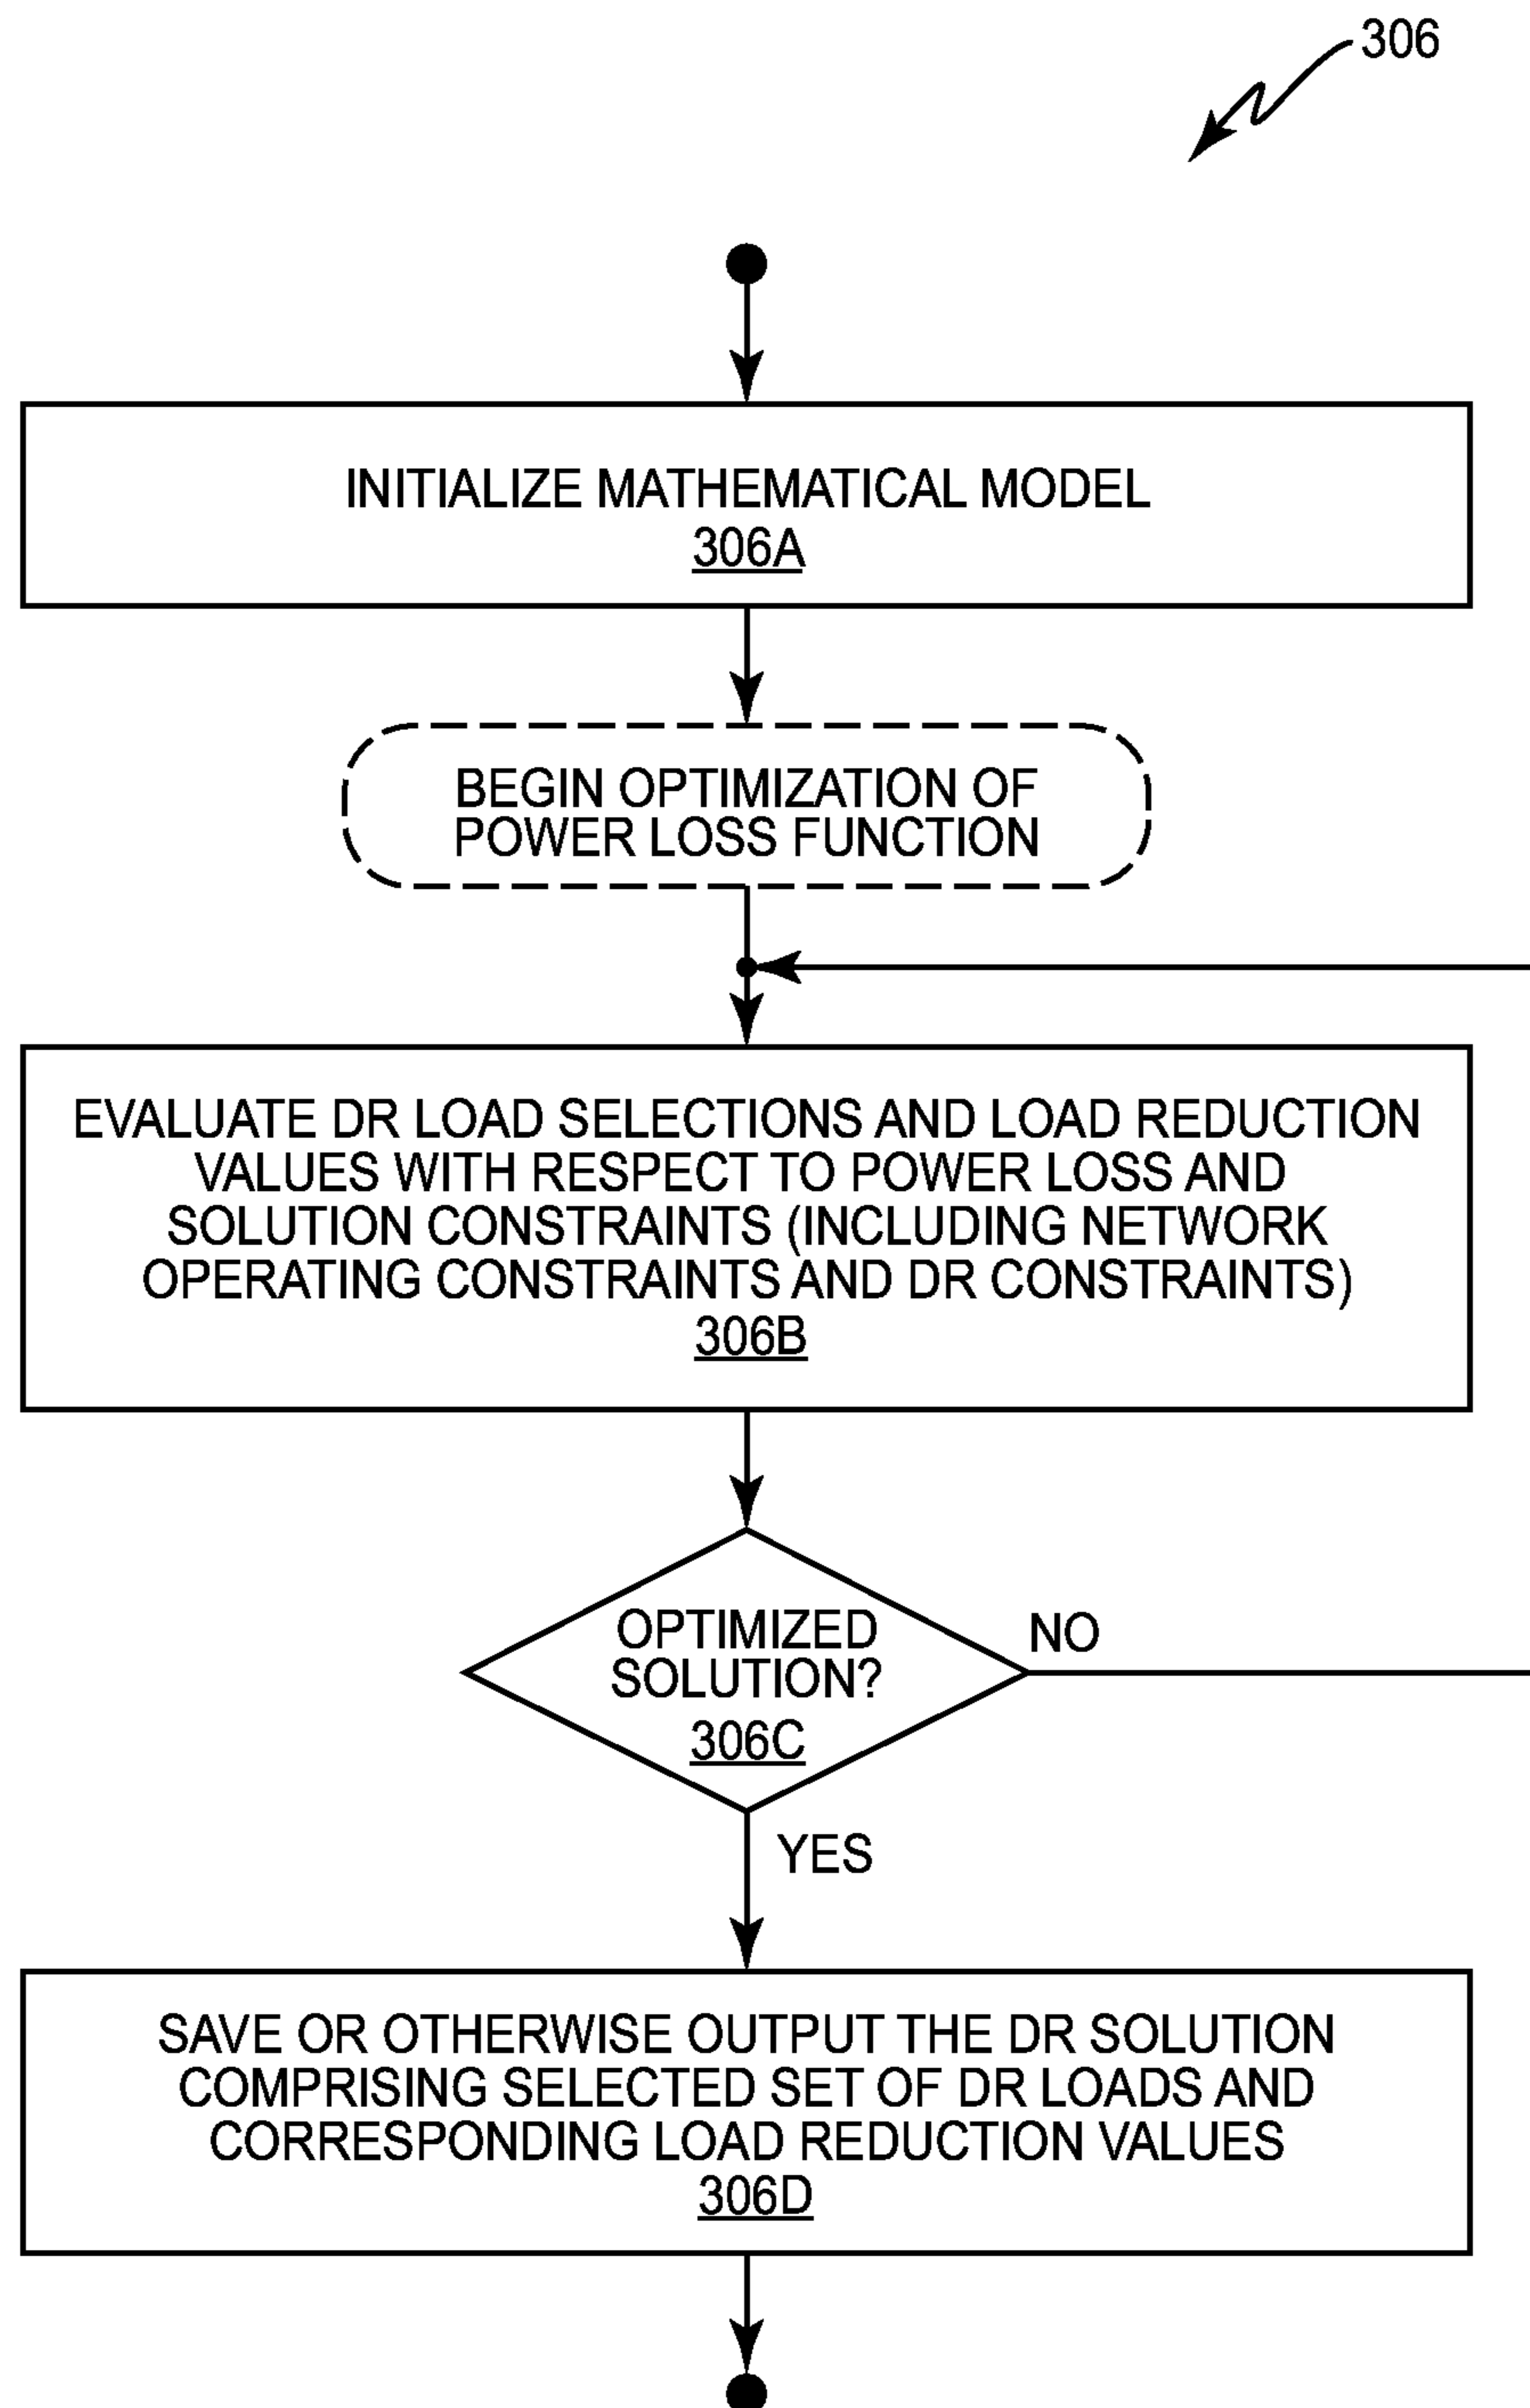 306
INITIALIZE MATHEMATICAL MODEL
306A
BEGIN OPTIMIZATION OF
POWER LOSS FUNCTION
EVALUATE DR LOAD SELECTIONS AND LOAD REDUCTION
VALUES WITH RESPECT TO POWER LOSS AND
SOLUTION CONSTRAINTS (INCLUDING NETWORK
OPERATING CONSTRAINTS AND DR CONSTRAINTS)
306B
OPTIMIZED
SOLUTION?
306C
NO
YES
SAVE OR OTHERWISE OUTPUT THE DR SOLUTION
COMPRISING SELECTED SET OF DR LOADS AND
CORRESPONDING LOAD REDUCTION VALUES
306D